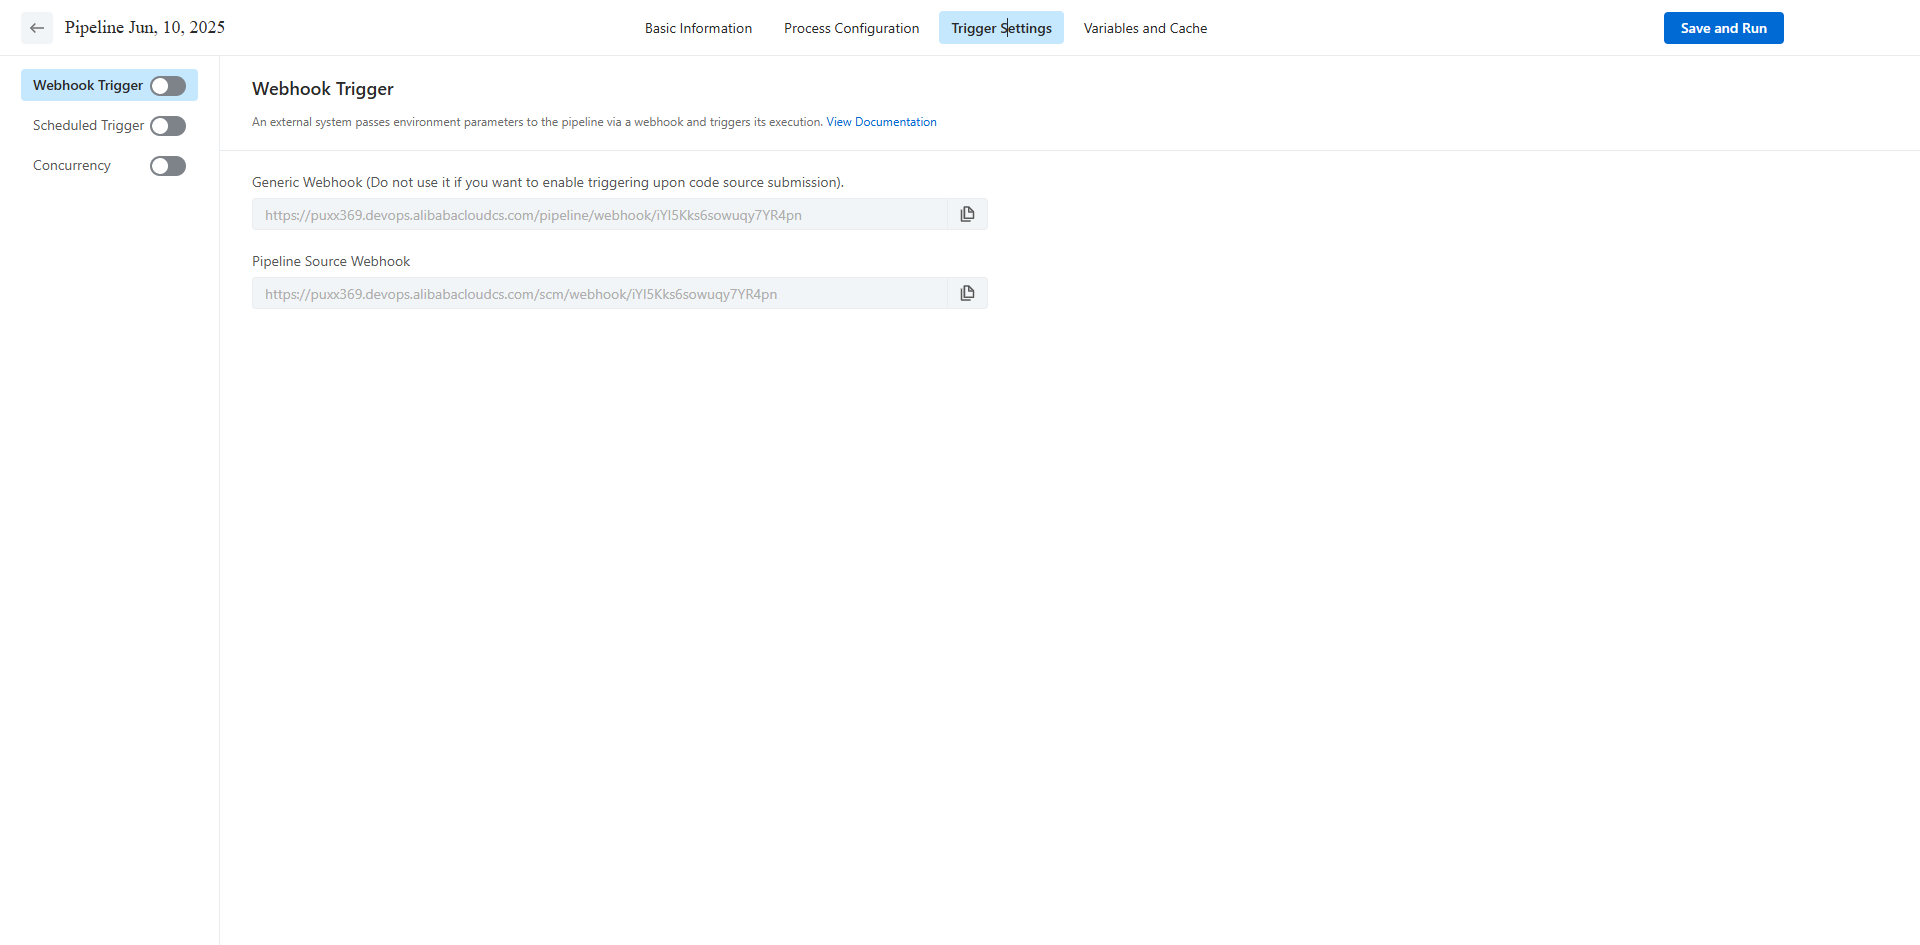 Pipeline Jun, 10, 2025
Basic Information
Process Configuration
Trigger Settings
Variables and Cache
Save and Run
Webhook Trigger
Scheduled Trigger
Concurrency
Webhook Trigger
An external system passes environment parameters to the pipeline via a webhook and triggers its execution. View Documentation
Generic Webhook (Do not use it if you want to enable triggering upon code source submission).
https://puxx369.devops.alibabacloudcs.com/pipeline/webhook/iYl5Kks6sowuqy7YR4pn
Pipeline Source Webhook
https://puxx369.devops.alibabacloudcs.com/scm/webhook/iYl5Kks6sowuqy7YR4pn